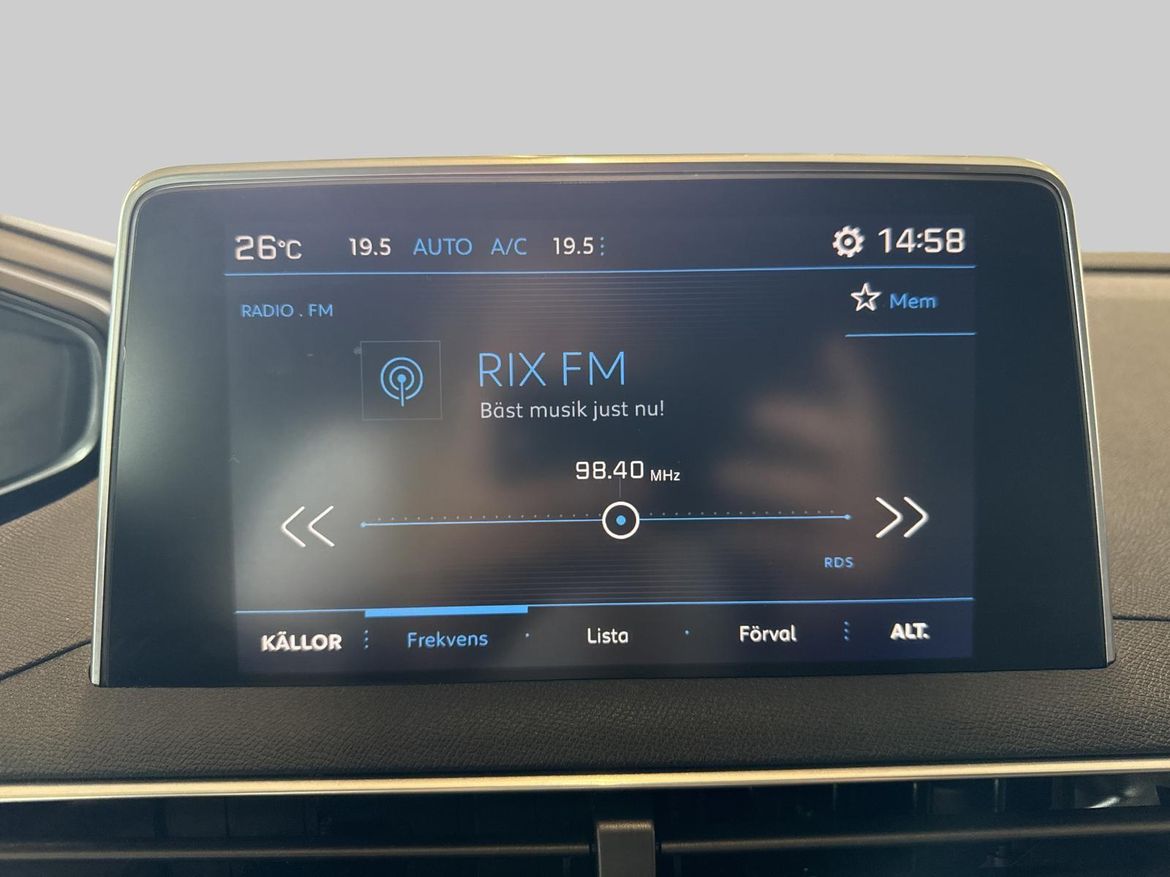 26°C 19.5 AUTO A/C 19.5 14:58
RADIO . FM
Mem
RIX FM
Bäst musik just nu!
98.40 MHz
RDS
KÄLLOR Frekvens Lista Förval ALT.